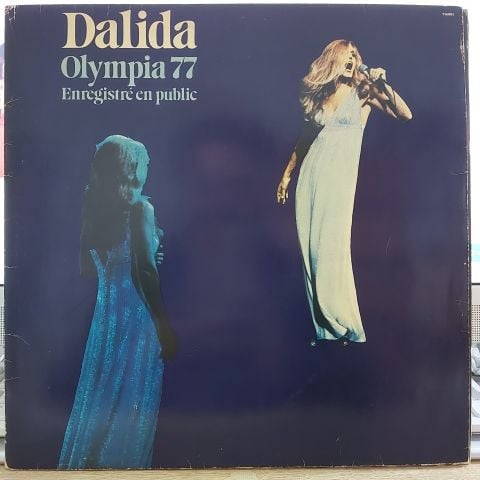 Dalida
Olympia 77
Enregistré en public